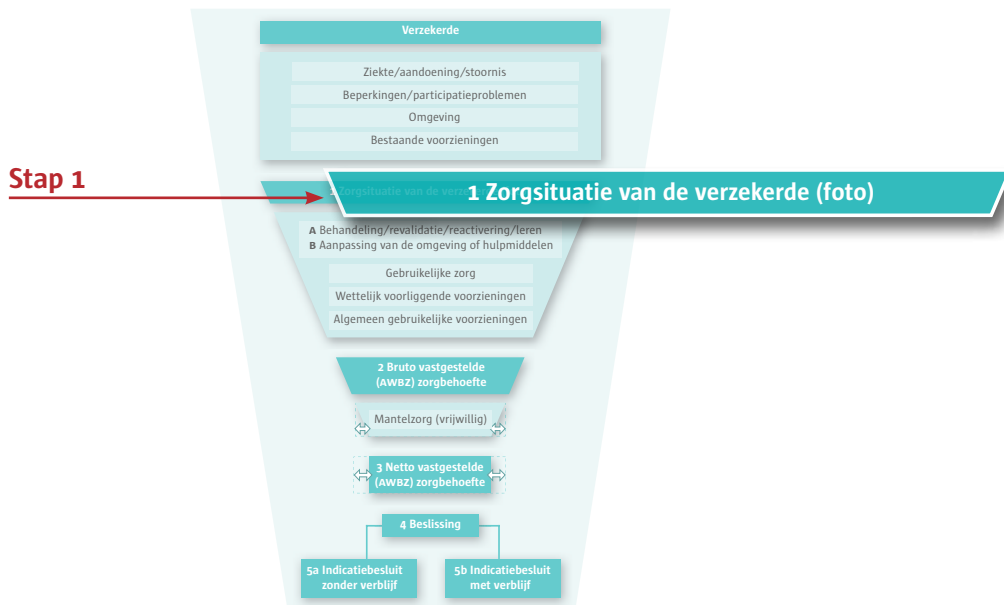 Verzekerde
Ziekte/aandoening/stoornis
Beperkingen/participatieproblemen
Omgeving
Bestaande voorzieningen
Stap 1
1 Zorgsituatie van de verzekerde (foto)
A Behandeling/revalidatie/reactivering/leren
B Aanpassing van de omgeving of hulpmiddelen
Gebruikelijke zorg
Wettelijk voorliggende voorzieningen
Algemeen gebruikelijke voorzieningen
2 Bruto vastgestelde
(AWBZ) zorgbehoefte
Mantelzorg (vrijwillig)
3 Netto vastgestelde
(AWBZ) zorgbehoefte
4 Beslissing
5a Indicatiebesluit
zonder verblijf
5b Indicatiebesluit
met verblijf